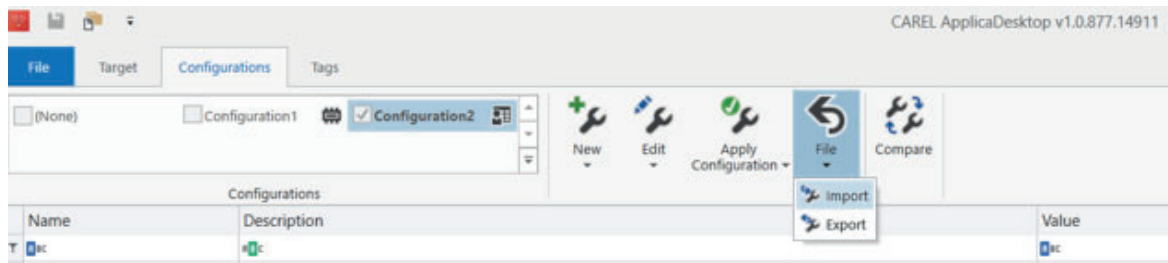 CAREL ApplicaDesktop v1.0.877.14911
File Target Configurations Tags
(None) Configuration1 Configuration2
New Edit Apply Configuration File Compare
Configurations
Import
Export
Name Description Value